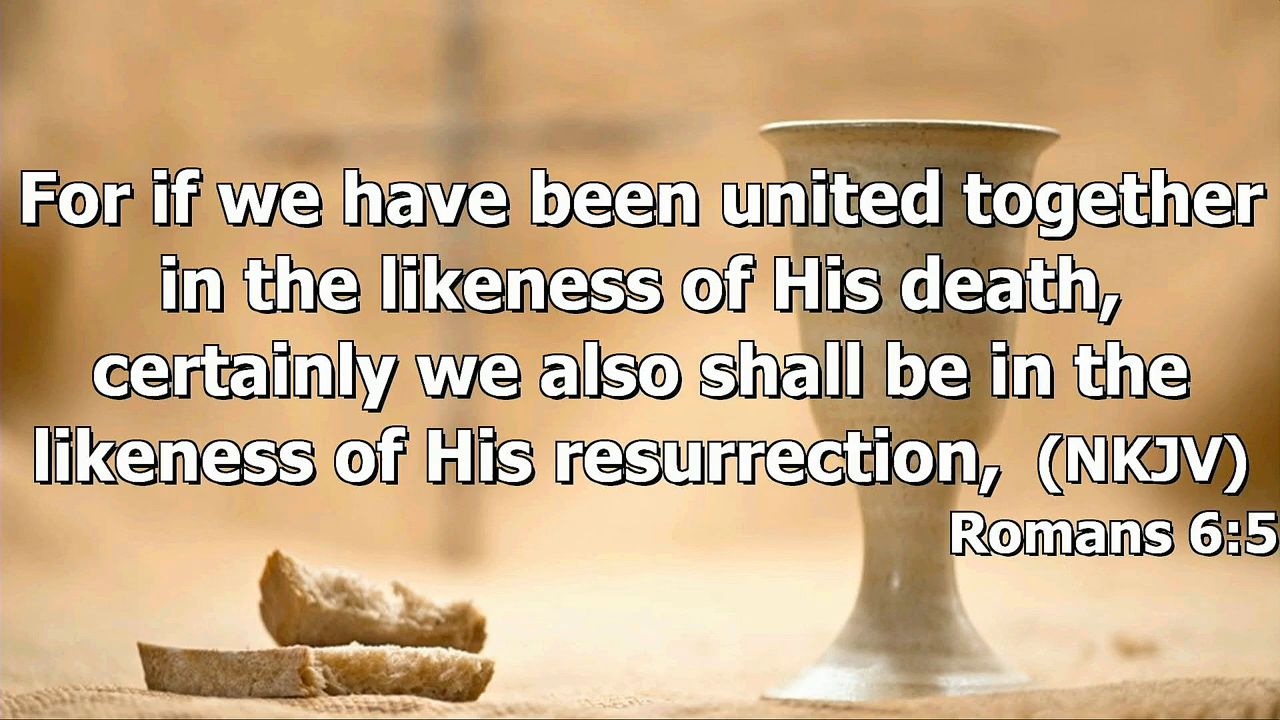 For if we have been united together
in the likeness of His death,
certainly we also shall be in the
likeness of His resurrection, (NKJV)
Romans 6:5